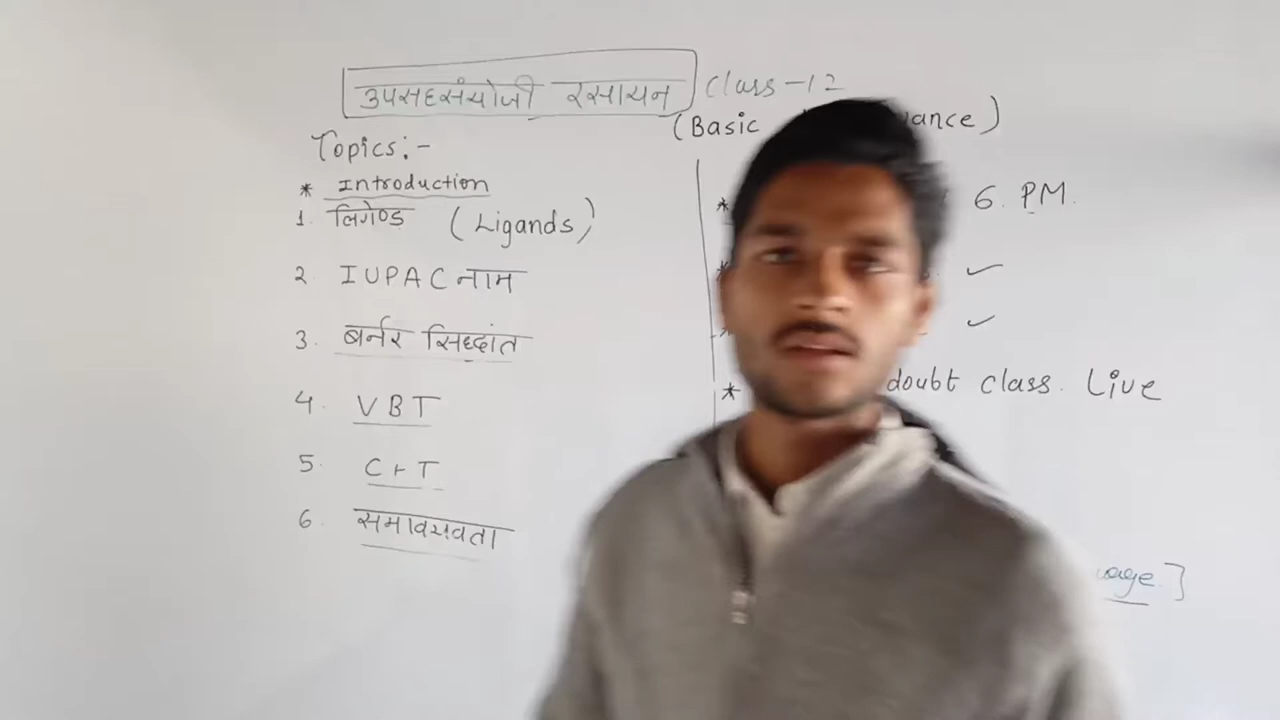 उपसहसंयोजी रसायन Class-12
(Basic ance)
Topics:-
* Introduction
1. लिगेण्ड (Ligands)
2 IUPAC नाम
3. बर्नर सिध्दांत
4. VBT
5. CFT
6. समावयवता
* 6. PM.
* doubt class. Live